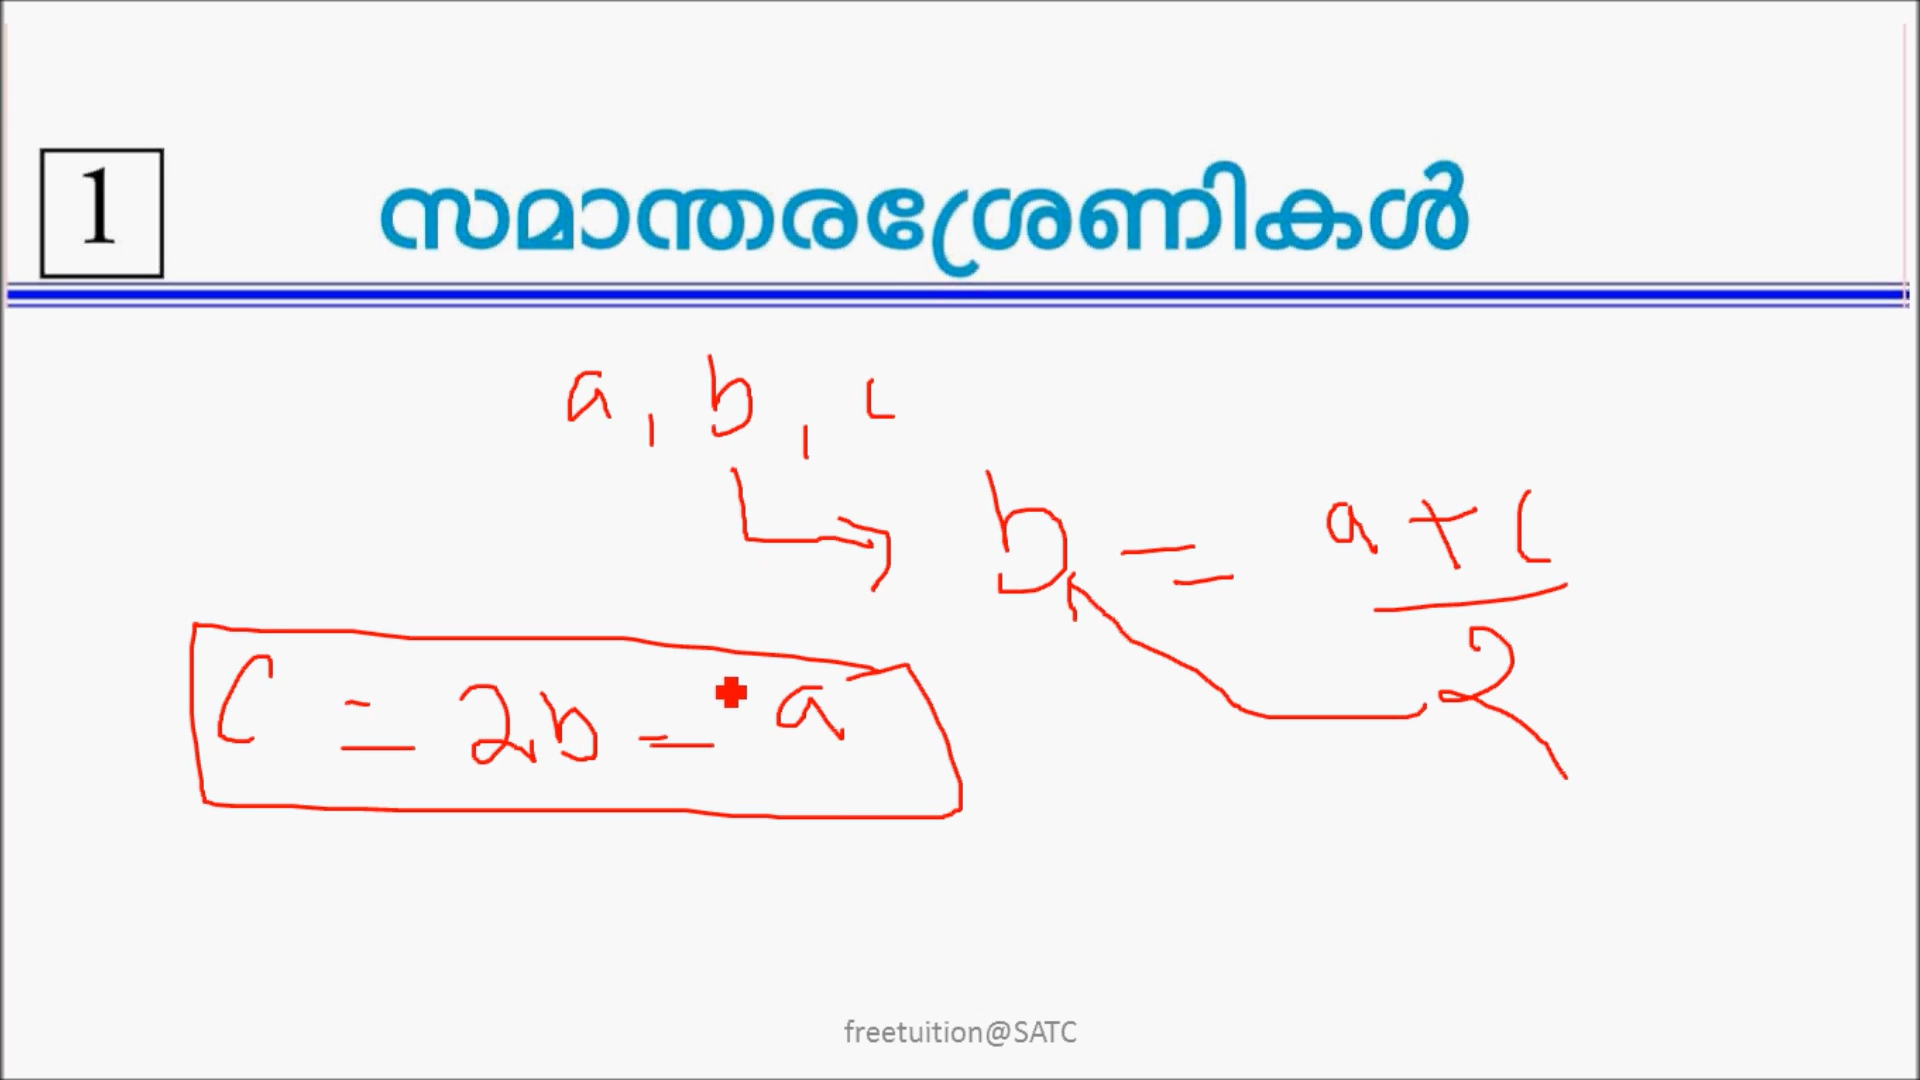 1
സമാന്തരശ്രേണികൾ
a, b, c
b = a + c / 2
c = 2b - a
freetuition@SATC